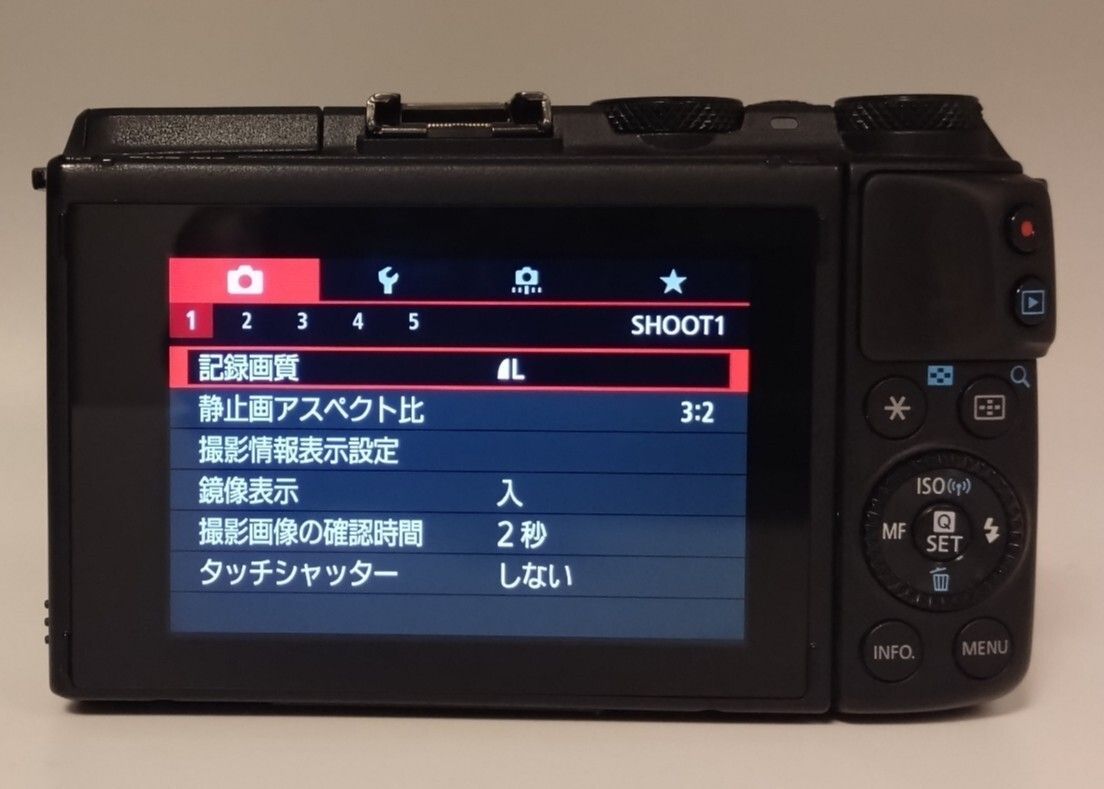 1 2 3 4 5 SHOOT1
記録画質 L
静止画アスペクト比 3:2
撮影情報表示設定
鏡像表示 入
撮影画像の確認時間 2秒
タッチシャッター しない
ISO
MF Q
SET
INFO. MENU